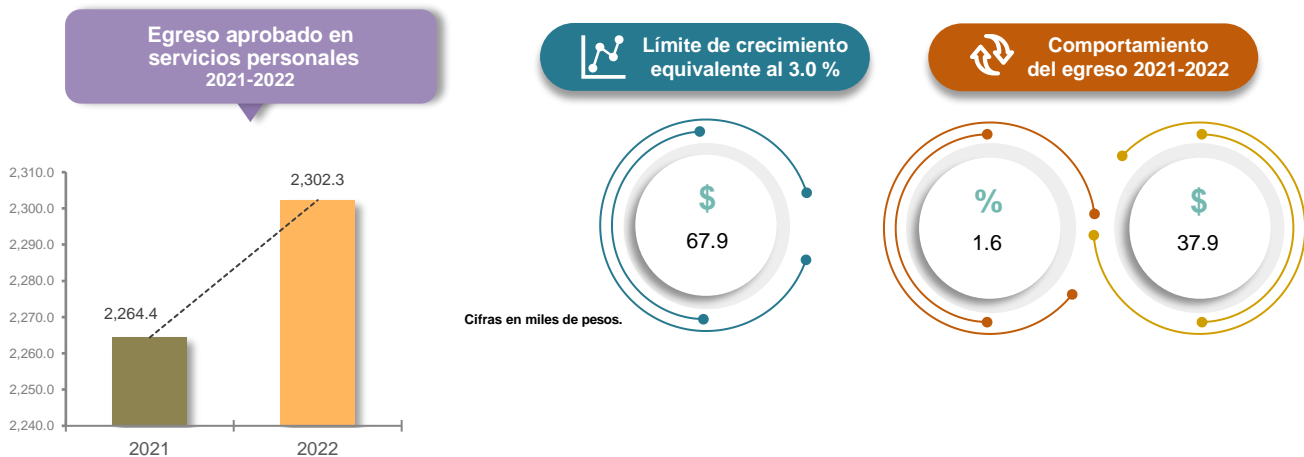 Egreso aprobado en
servicios personales
2021-2022
2,310.0
2,300.0
2,290.0
2,280.0
2,270.0
2,260.0
2,250.0
2,240.0
2,264.4
2,302.3
2021
2022
Límite de crecimiento
equivalente al 3.0 %
$
67.9
Cifras en miles de pesos.
Comportamiento
del egreso 2021-2022
%
1.6
$
37.9